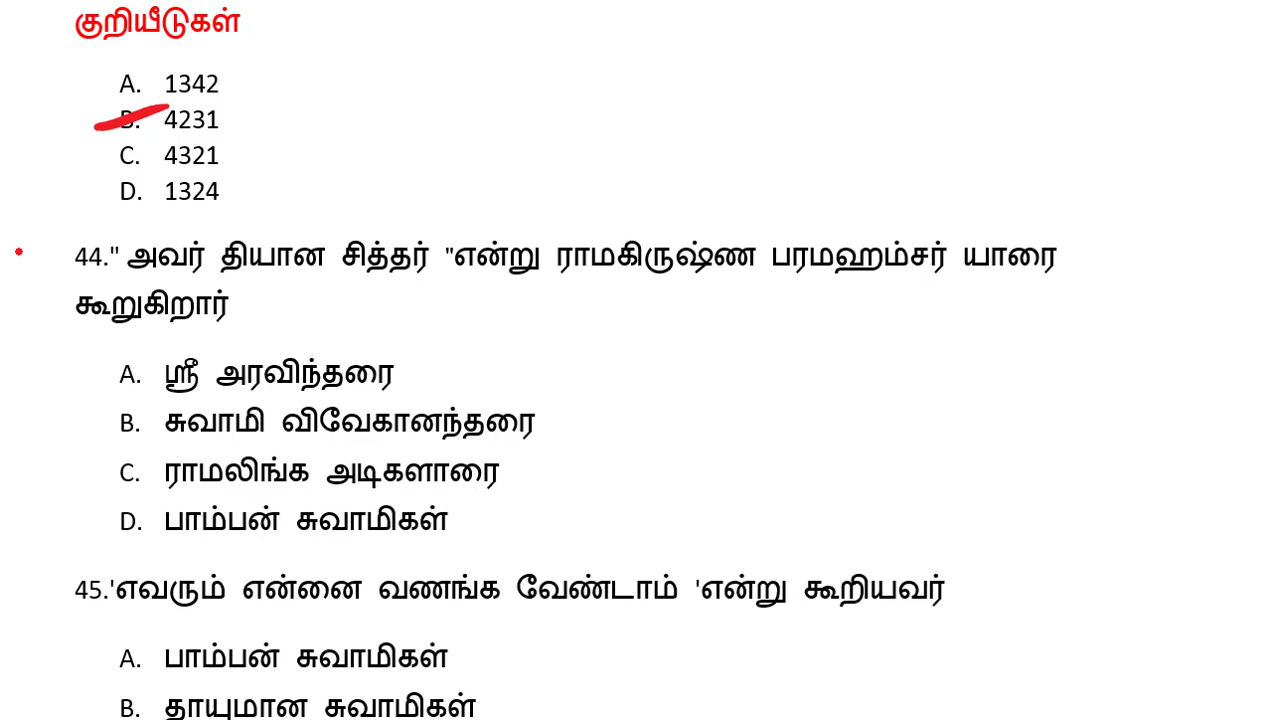 குறியீடுகள்
A. 1342
B. 4231
C. 4321
D. 1324
44." அவர் தியான சித்தர் "என்று ராமகிருஷ்ண பரமஹம்சர் யாரை
கூறுகிறார்
A. ஸ்ரீ அரவிந்தரை
B. சுவாமி விவேகானந்தரை
C. ராமலிங்க அடிகளாரை
D. பாம்பன் சுவாமிகள்
45.'எவரும் என்னை வணங்க வேண்டாம் 'என்று கூறியவர்
A. பாம்பன் சுவாமிகள்
B. தாயுமான சுவாமிகள்